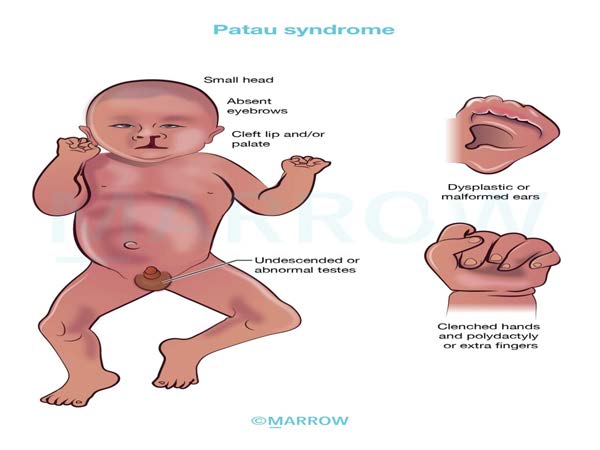 Patau syndrome
Small head
Absent
eyebrows
Cleft lip and/or
palate
Dysplastic or
malformed ears
MARROW
Undescended or
abnormal testes
Clenched hands
and polydactyly
or extra fingers
©MARROW